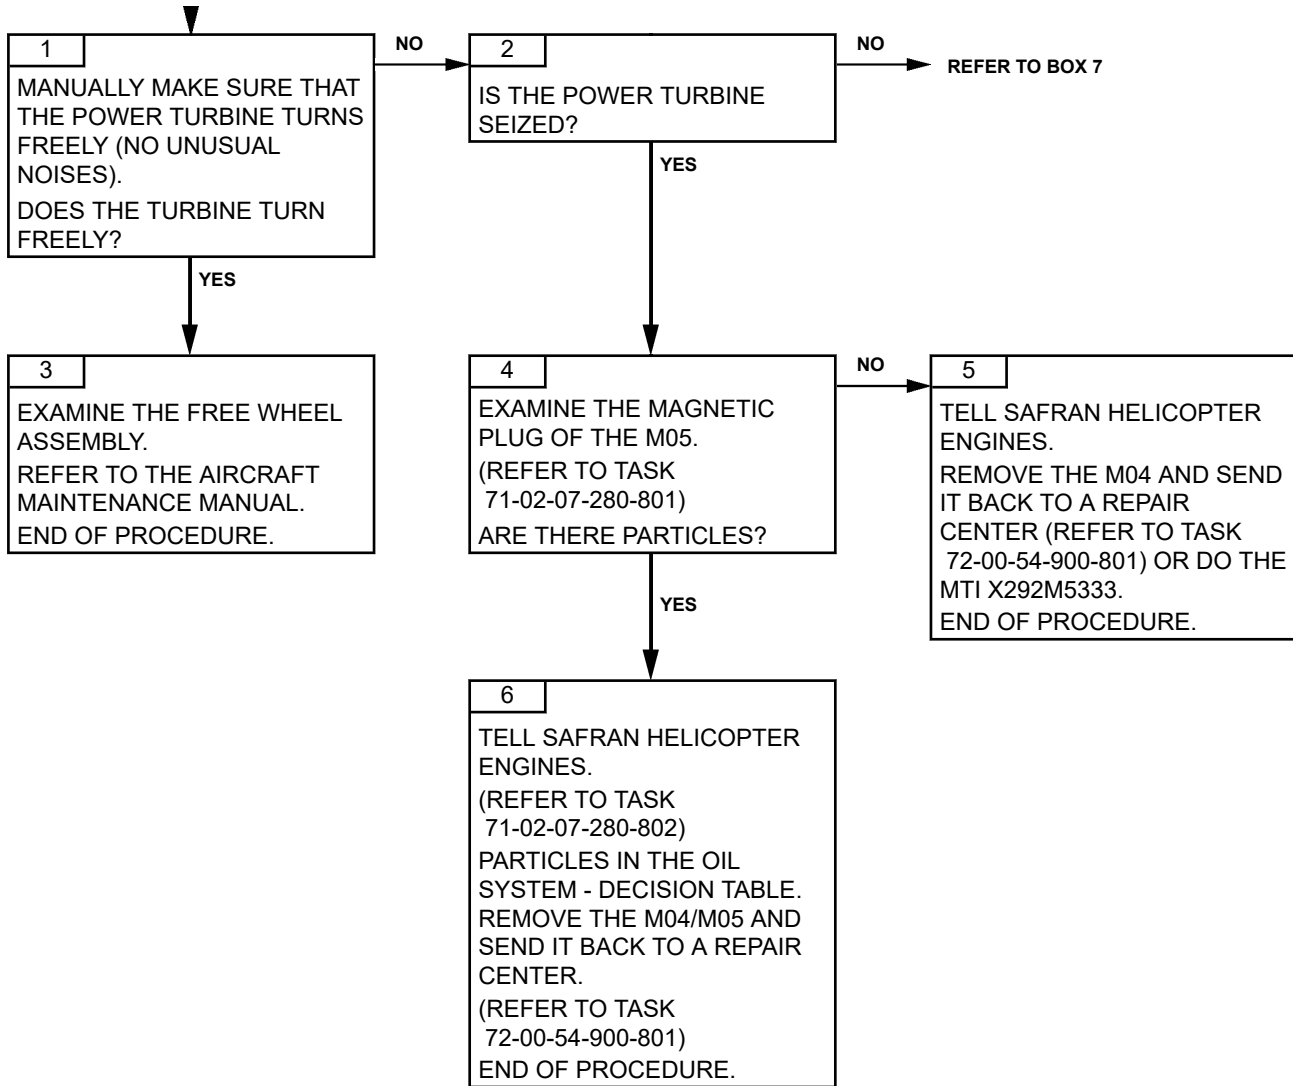 1
MANUALLY MAKE SURE THAT
THE POWER TURBINE TURNS
FREELY (NO UNUSUAL
NOISES).
DOES THE TURBINE TURN
FREELY?
NO
2
IS THE POWER TURBINE
SEIZED?
NO
REFER TO BOX 7
YES
YES
3
EXAMINE THE FREE WHEEL
ASSEMBLY.
REFER TO THE AIRCRAFT
MAINTENANCE MANUAL.
END OF PROCEDURE.
4
EXAMINE THE MAGNETIC
PLUG OF THE M05.
(REFER TO TASK
71-02-07-280-801)
ARE THERE PARTICLES?
NO
5
TELL SAFRAN HELICOPTER
ENGINES.
REMOVE THE M04 AND SEND
IT BACK TO A REPAIR
CENTER (REFER TO TASK
72-00-54-900-801) OR DO THE
MTI X292M5333.
END OF PROCEDURE.
YES
6
TELL SAFRAN HELICOPTER
ENGINES.
(REFER TO TASK
71-02-07-280-802)
PARTICLES IN THE OIL
SYSTEM - DECISION TABLE.
REMOVE THE M04/M05 AND
SEND IT BACK TO A REPAIR
CENTER.
(REFER TO TASK
72-00-54-900-801)
END OF PROCEDURE.